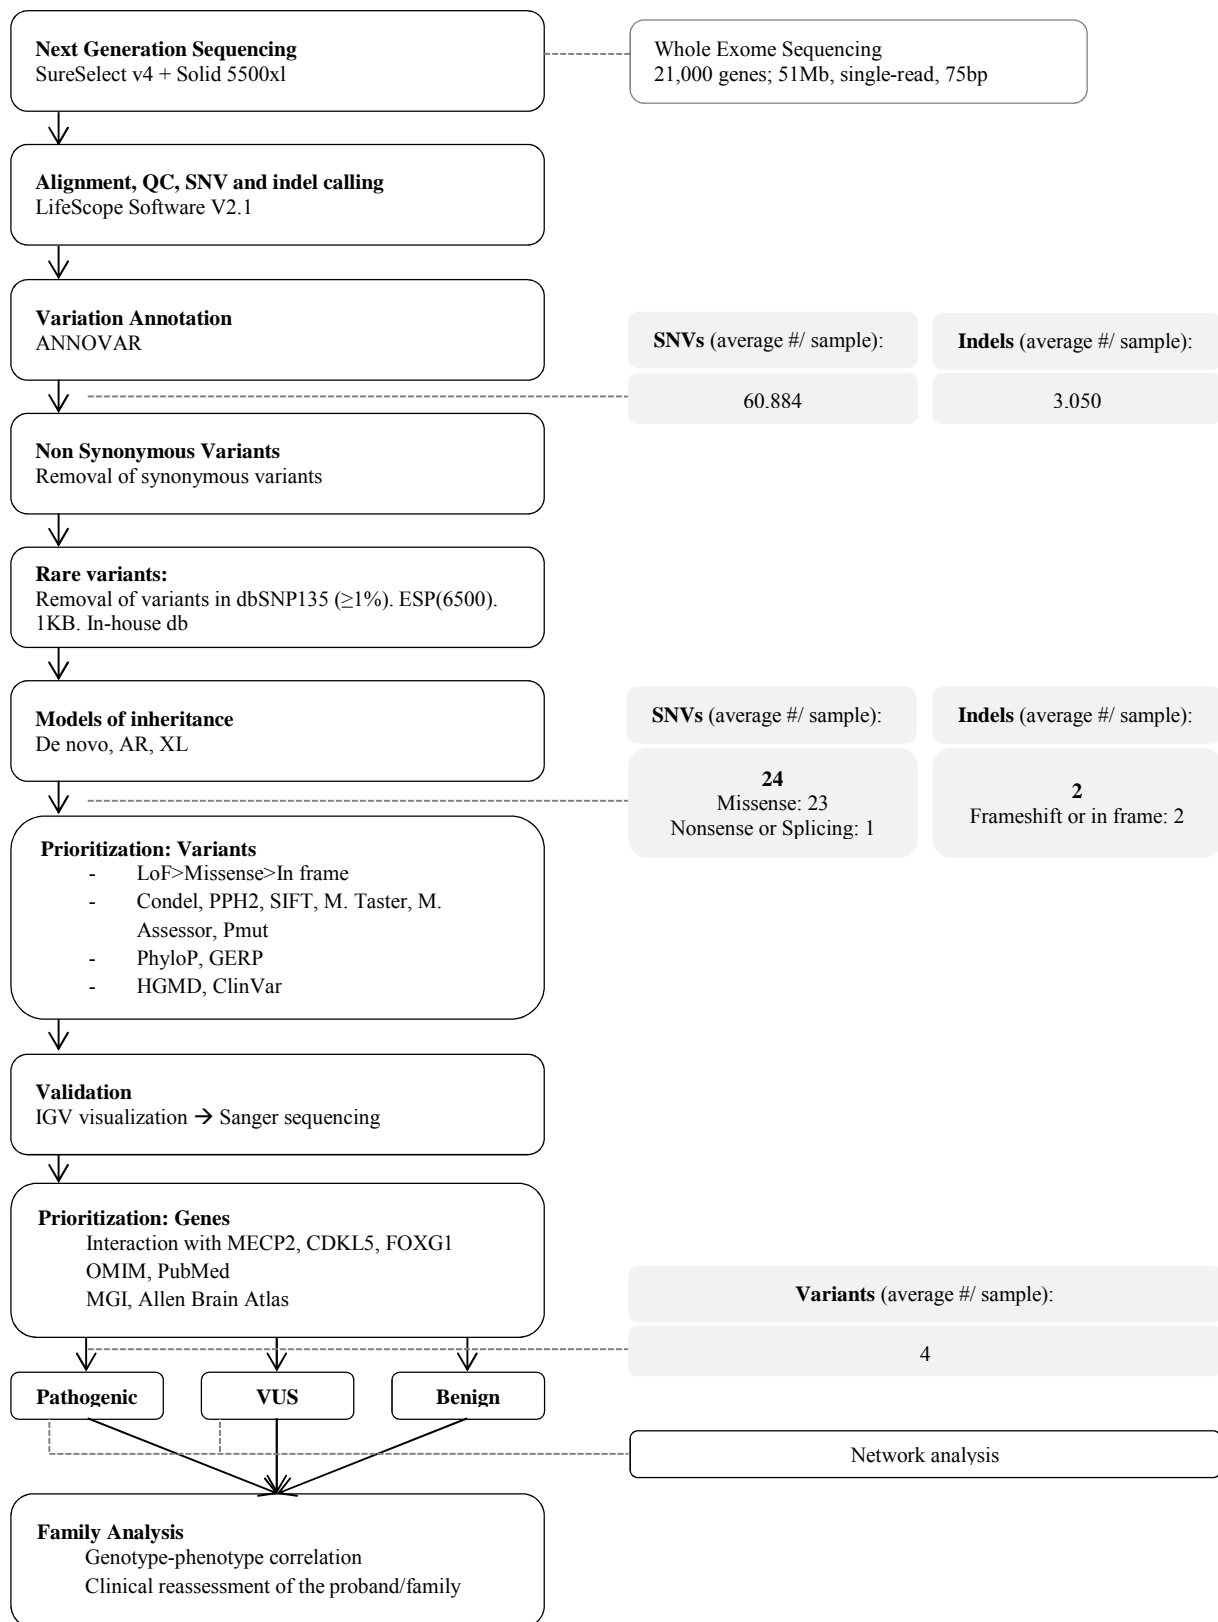 Next Generation Sequencing
SureSelect v4 + Solid 5500xl
Whole Exome Sequencing
21,000 genes; 51Mb, single-read, 75bp
Alignment, QC, SNV and indel calling
LifeScope Software V2.1
Variation Annotation
ANNOVAR
SNVs (average #/ sample):
Indels (average #/ sample):
60.884
3.050
Non Synonymous Variants
Removal of synonymous variants
Rare variants:
Removal of variants in dbSNP135 (≥1%). ESP(6500).
1KB. In-house db
Models of inheritance
De novo, AR, XL
SNVs (average #/ sample):
Indels (average #/ sample):
24
Missense: 23
Nonsense or Splicing: 1
2
Frameshift or in frame: 2
Prioritization: Variants
- LoF>Missense>In frame
- Condel, PPH2, SIFT, M. Taster, M.
Assessor, Pmut
- PhyloP, GERP
- HGMD, ClinVar
Validation
IGV visualization → Sanger sequencing
Prioritization: Genes
Interaction with MECP2, CDKL5, FOXG1
OMIM, PubMed
MGI, Allen Brain Atlas
Variants (average #/ sample):
4
Pathogenic
VUS
Benign
Network analysis
Family Analysis
Genotype-phenotype correlation
Clinical reassessment of the proband/family